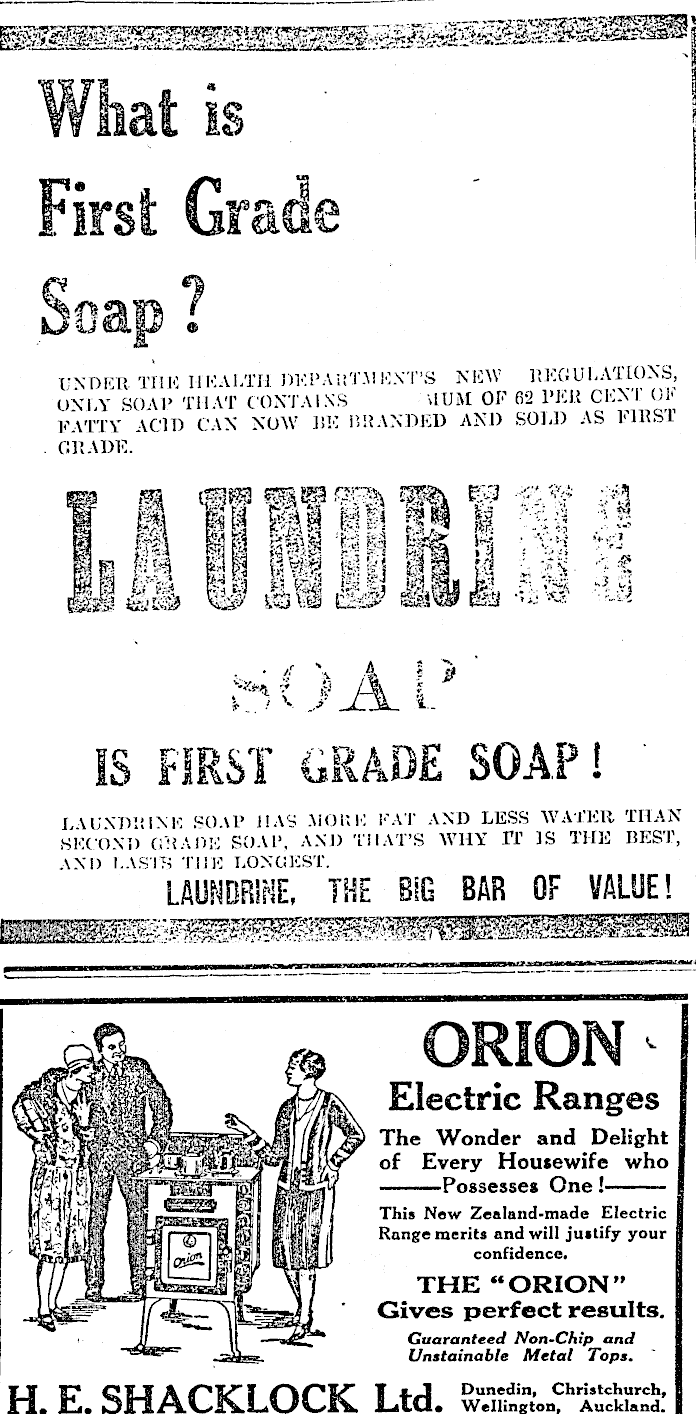 What is
First Grade
Soap ?
UNDER THE HEALTH DEPARTMENT'S NEW REGULATIONS,
ONLY SOAP THAT CONTAINS OF 62 PER CENT OF
FATTY ACID CAN NOW BE BRANDED AND SOLD AS FIRST
GRADE.
LAUNDRINE
SOAP
IS FIRST GRADE SOAP!
LAUNDRINE SOAP HAS MORE FAT AND LESS WATER THAN
SECOND GRADE SOAP, AND THAT'S WHY IT IS THE BEST,
AND LASTS THE LONGEST.
LAUNDRINE, THE BIG BAR OF VALUE!
ORION
Electric Ranges
The Wonder and Delight
of Every Housewife who
Possesses One!
This New Zealand-made Electric
Range merits and will justify your
confidence.
THE "ORION"
Gives perfect results.
Guaranteed Non-Chip and
Unstainable Metal Tops.
Orion
H. E. SHACKLOCK Ltd. Dunedin, Christchurch,
Wellington, Auckland.